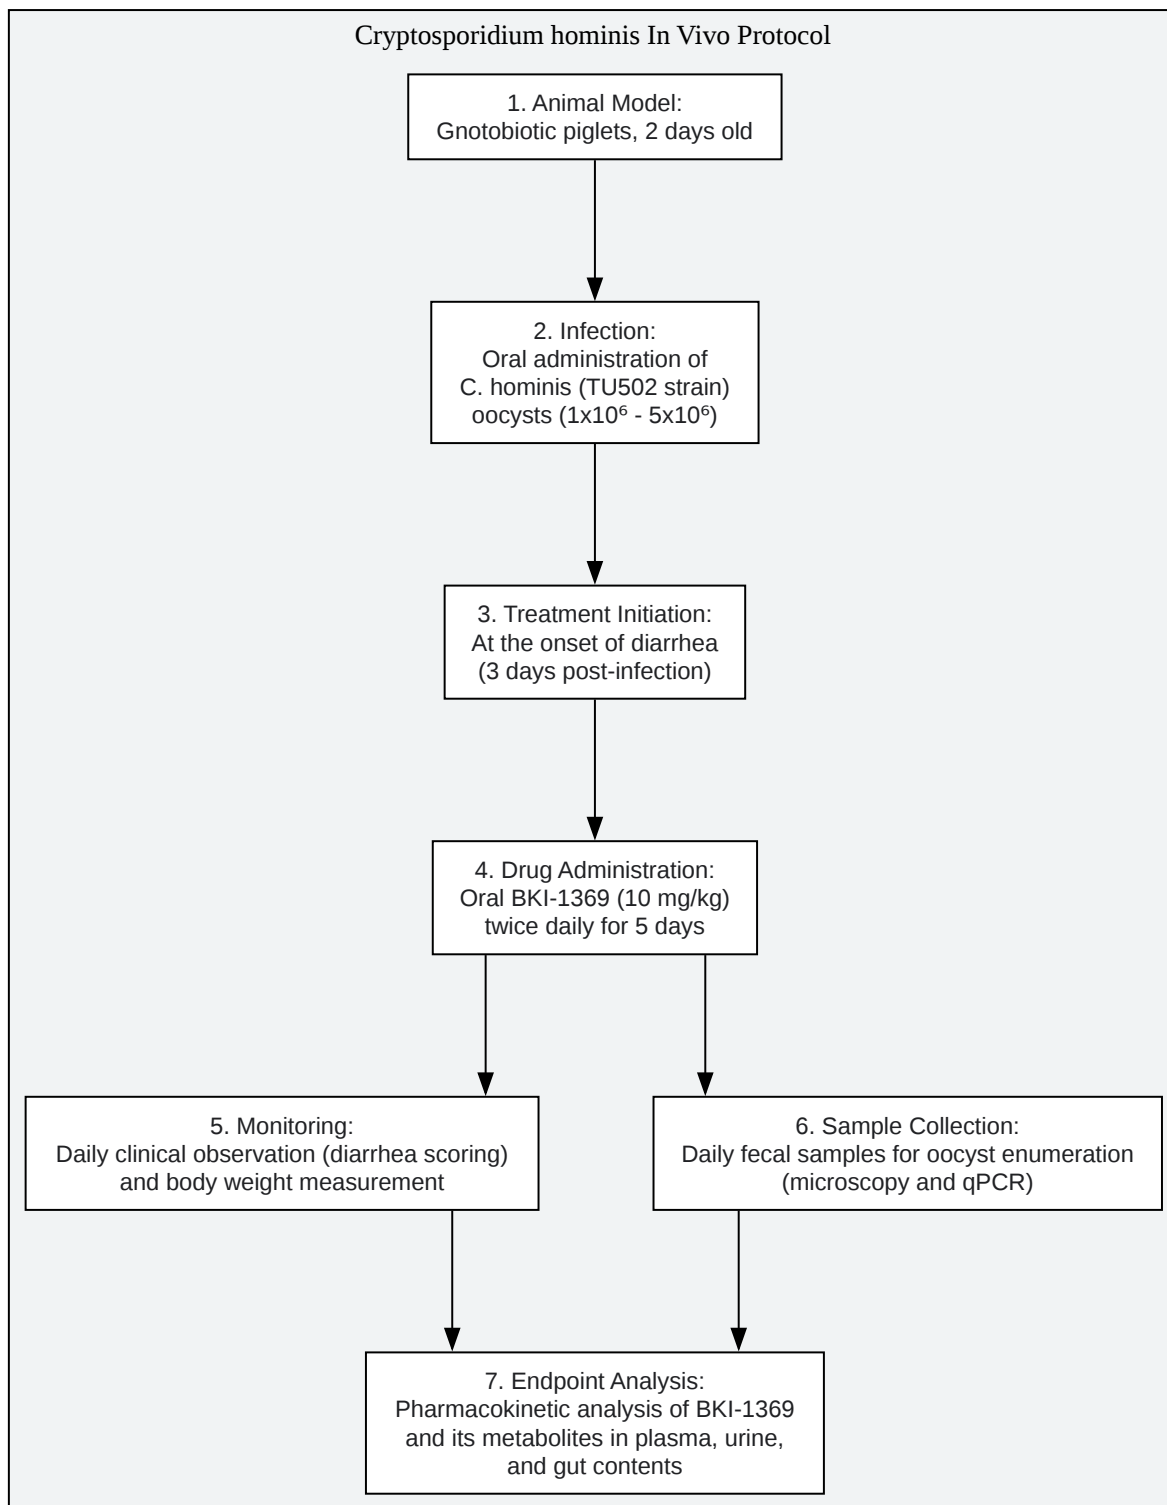 Cryptosporidium hominis In Vivo Protocol
1. Animal Model:
Gnotobiotic piglets, 2 days old
2. Infection:
Oral administration of
C. hominis (TU502 strain)
oocysts (1x10⁶ - 5x10⁶)
3. Treatment Initiation:
At the onset of diarrhea
(3 days post-infection)
4. Drug Administration:
Oral BKI-1369 (10 mg/kg)
twice daily for 5 days
5. Monitoring:
Daily clinical observation (diarrhea scoring)
and body weight measurement
6. Sample Collection:
Daily fecal samples for oocyst enumeration
(microscopy and qPCR)
7. Endpoint Analysis:
Pharmacokinetic analysis of BKI-1369
and its metabolites in plasma, urine,
and gut contents